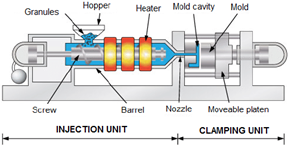 Hopper
Granules
Heater
Mold cavity
Mold
Screw
Barrel
Nozzle
Moveable platen
INJECTION UNIT
CLAMPING UNIT